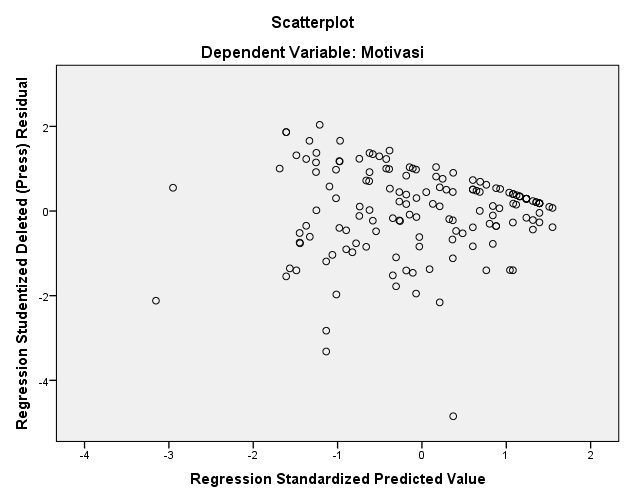 Scatterplot
Dependent Variable: Motivasi
Regression Studentized Deleted (Press) Residual
2
0
-2
-4
-4
-3
-2
-1
0
1
2
Regression Standardized Predicted Value